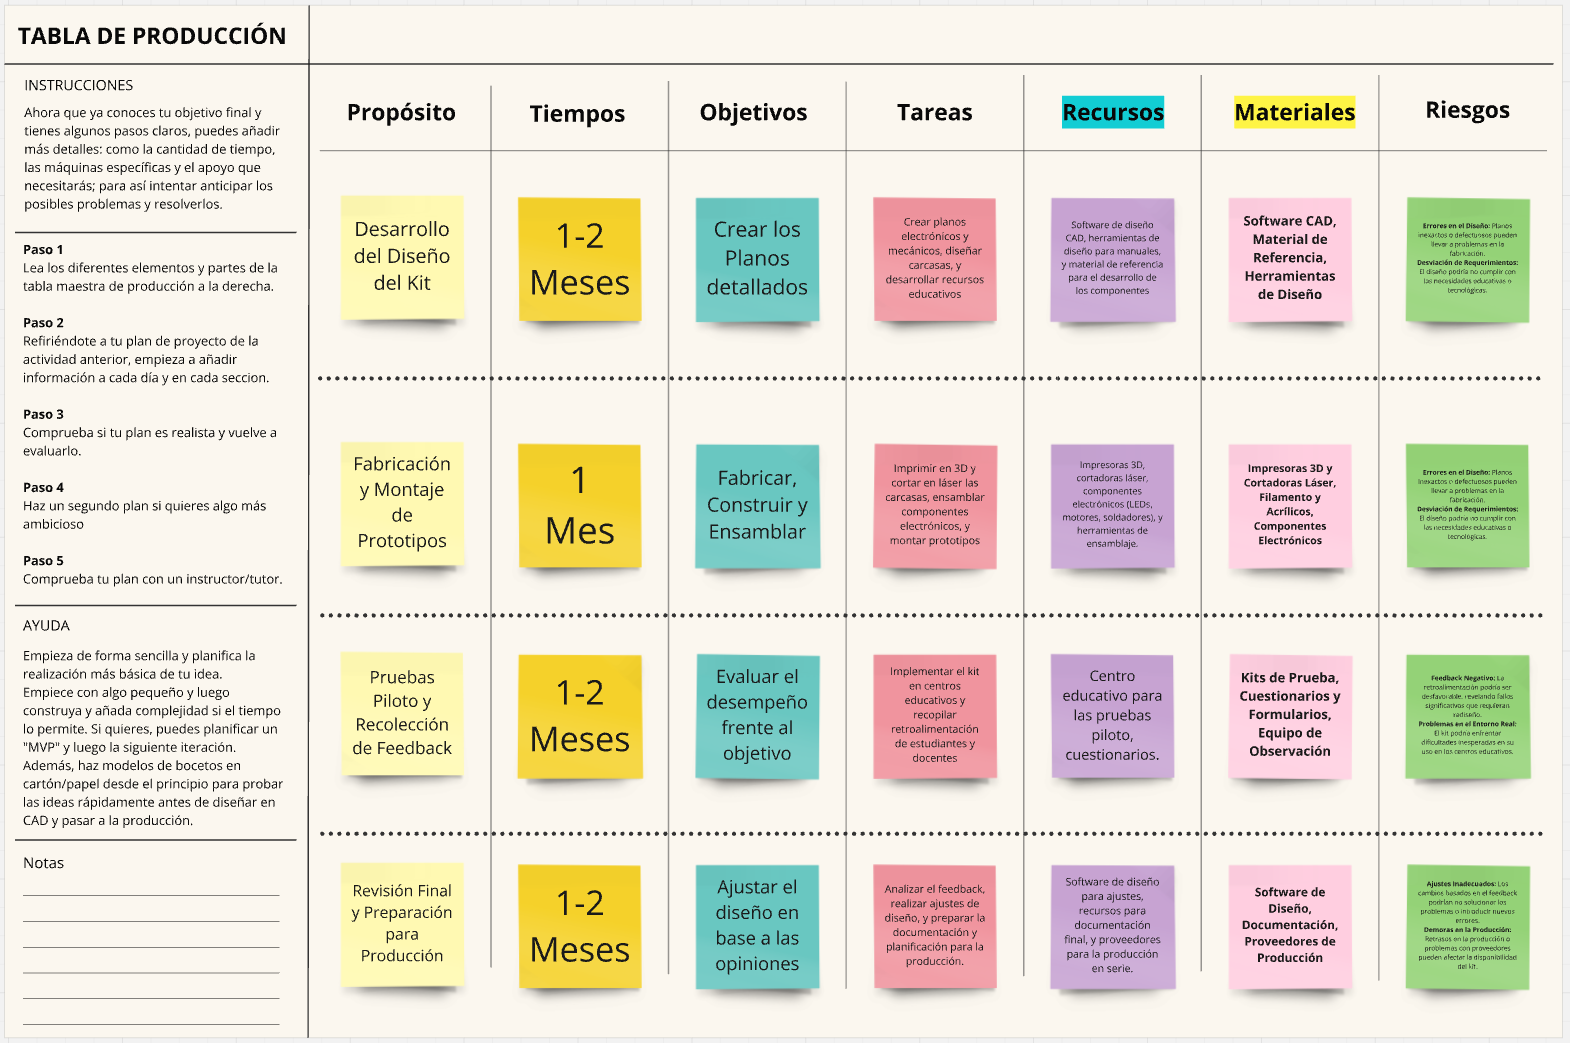 TABLA DE PRODUCCIÓN
INSTRUCCIONES
Ahora que ya conoces tu objetivo final y
tienes algunos pasos claros, puedes añadir
más detalles: como la cantidad de tiempo,
las máquinas específicas y el apoyo que
necesitarás; para así intentar anticipar los
posibles problemas y resolverlos.
Paso 1
Lea los diferentes elementos y partes de la
tabla maestra de producción a la derecha.
Paso 2
Refiriéndote a tu plan de proyecto de la
actividad anterior, empieza a añadir
información a cada día y en cada seccion.
Paso 3
Comprueba si tu plan es realista y vuelve a
evaluarlo.
Paso 4
Haz un segundo plan si quieres algo más
ambicioso
Paso 5
Comprueba tu plan con un instructor/tutor.
AYUDA
Empieza de forma sencilla y planifica la
realización más básica de tu idea.
Empiece con algo pequeño y luego
construya y añada complejidad si el tiempo
lo permite. Si quieres, puedes planificar un
"MVP" y luego la siguiente iteración.
Además, haz modelos de bocetos en
cartón/papel desde el principio para probar
las ideas rápidamente antes de diseñar en
CAD y pasar a la producción.
Notas
Propósito
Tiempos
Objetivos
Tareas
Recursos
Materiales
Riesgos
Desarrollo
del Diseño
del Kit
1-2
Meses
Crear los
Planos
detallados
Crear planos
electrónicos y
mecánicos, diseñar
carcasas, y
desarrollar recursos
educativos
Software de diseño
CAD, herramientas de
diseño para manuales,
y material de referencia
para el desarrollo de
los componentes
Software CAD,
Material de
Referencia,
Herramientas
de Diseño
Errores en el Diseño: Planos
inexactos o defectuosos pueden
llevar a problemas en la
fabricación.
Desviación de Requerimientos:
El diseño podría no cumplir con
las necesidades educativas o
tecnológicas.
Fabricación
y Montaje
de
Prototipos
1
Mes
Fabricar,
Construir y
Ensamblar
Imprimir en 3D y
cortar en láser las
carcasas, ensamblar
componentes
electrónicos, y
montar prototipos
Impresoras 3D,
cortadoras láser,
componentes
electrónicos (LEDs,
motores, soldadores), y
herramientas de
ensamblaje.
Impresoras 3D y
Cortadoras Láser,
Filamento y
Acrílicos,
Componentes
Electrónicos
Errores en el Diseño: Planos
inexactos o defectuosos pueden
llevar a problemas en la
fabricación.
Desviación de Requerimientos:
El diseño podría no cumplir con
las necesidades educativas o
tecnológicas.
Pruebas
Piloto y
Recolección
de Feedback
1-2
Meses
Evaluar el
desempeño
frente al
objetivo
Implementar el kit
en centros
educativos y
recopilar
retroalimentación
de estudiantes y
docentes
Centro
educativo para
las pruebas
piloto,
cuestionarios.
Kits de Prueba,
Cuestionarios y
Formularios,
Equipo de
Observación
Feedback Negativo: La
retroalimentación podría ser
desfavorable, revelando fallos
significativos que requieran
rediseño.
Problemas en el Entorno Real:
El kit podría enfrentar
dificultades inesperadas en su
uso en los centros educativos.
Revisión Final
y Preparación
para
Producción
1-2
Meses
Ajustar el
diseño en
base a las
opiniones
Analizar el feedback,
realizar ajustes de
diseño, y preparar la
documentación y
planificación para la
producción.
Software de diseño
para ajustes,
recursos para
documentación
final, y proveedores
para la producción
en serie.
Software de
Diseño,
Documentación,
Proveedores de
Producción
Ajustes Inadecuados: Los
cambios basados en el feedback
podrían no solucionar los
problemas o introducir nuevos
errores.
Demoras en la Producción:
Retrasos en la producción o
problemas con proveedores
pueden afectar la disponibilidad
del kit.